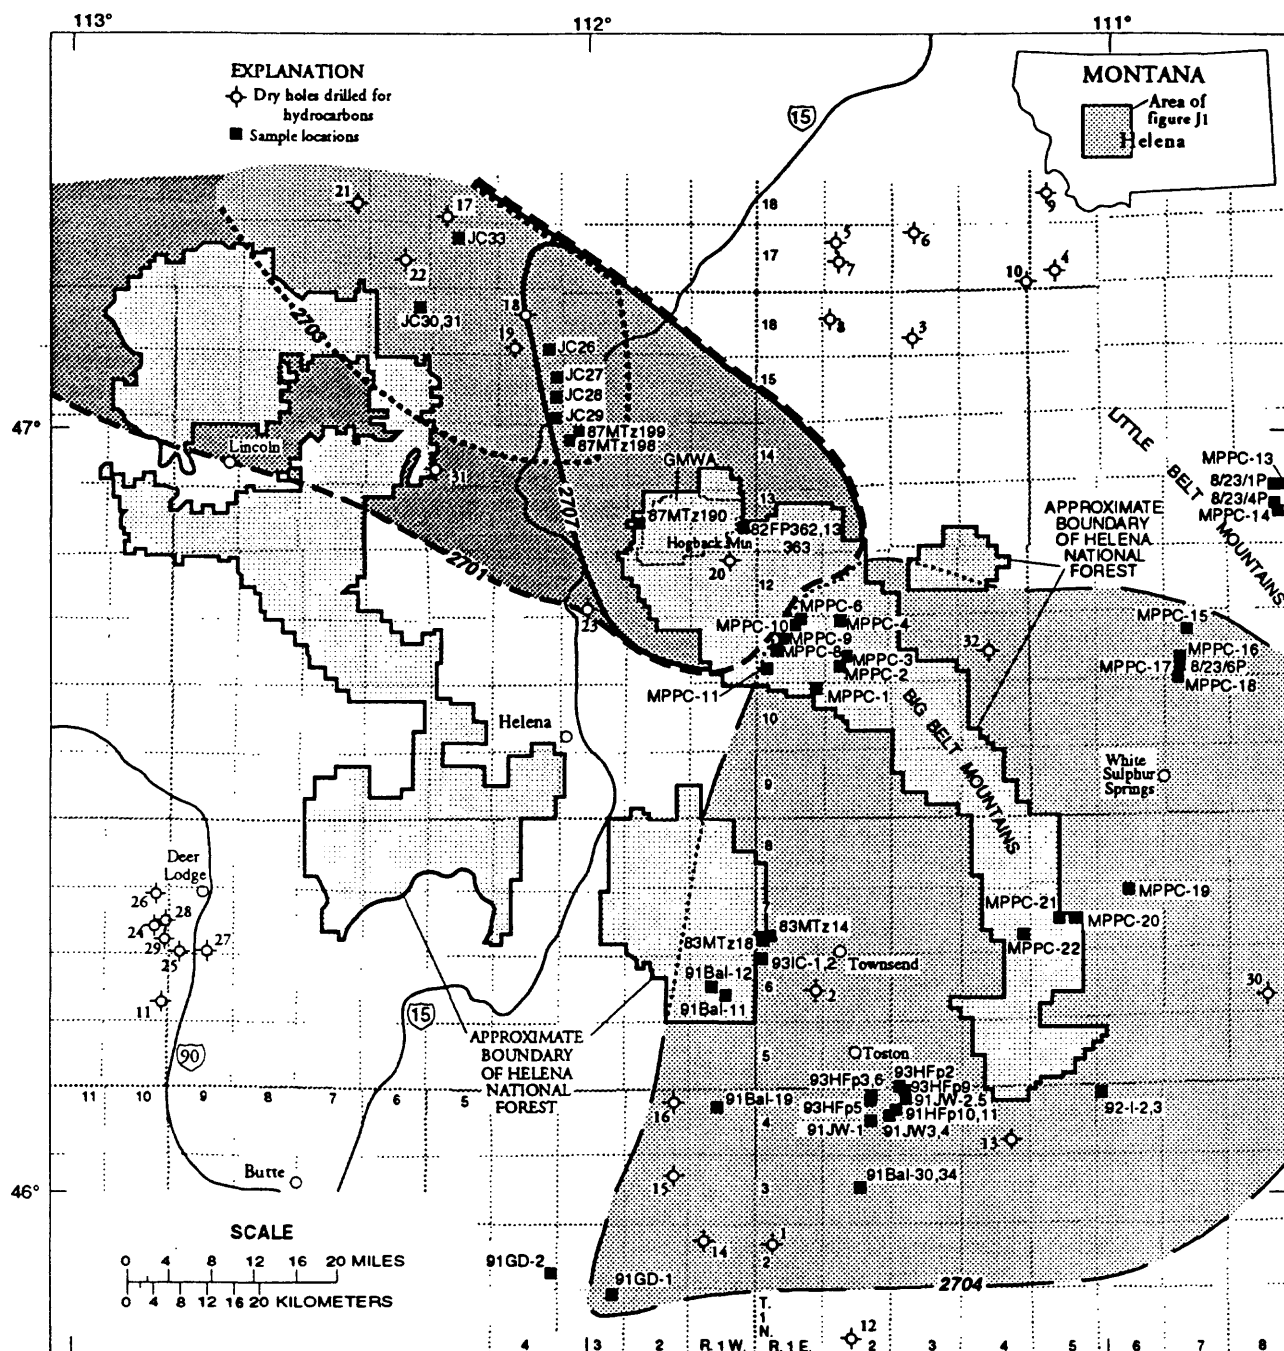 113°
112°
111°
EXPLANATION
Dry holes drilled for
hydrocarbons
Sample locations
15
MONTANA
Area of
figure J1
Helena
21
17
JC33
22
JC30,31
2703
18
19
JC26
JC27
JC28
JC29
87MTz199
87MTz198
18
17
18
15
14
13
12
5
6
7
8
3
9
10
4
47°
Lincoln
31
2707
2701
GMWA
87MTz190
82FP362,13
363
Hogback Mtn
20
23
LITTLE BELT MOUNTAINS
MPPC-13
8/23/1P
8/23/4P
MPPC-14
APPROXIMATE
BOUNDARY
OF HELENA
NATIONAL
FOREST
MPPC-6
MPPC-10
MPPC-4
MPPC-9
MPPC-8
MPPC-3
MPPC-2
MPPC-11
MPPC-1
32
MPPC-15
MPPC-16
MPPC-17
8/23/6P
MPPC-18
10
9
8
7
6
5
4
3
2
Helena
BIG BELT MOUNTAINS
White
Sulphur
Springs
Deer
Lodge
26
28
24
29
25
27
11
90
15
83MTz14
83MTz18
93IC-1,2
91Bal-12
91Bal-11
Townsend
2
MPPC-19
MPPC-21
MPPC-20
MPPC-22
30
APPROXIMATE
BOUNDARY
OF HELENA
NATIONAL
FOREST
Toston
93HFp2
93HFp3,6
93HFp9
91JW-2,5
93HFp5
91HFp10,11
91JW-1
91JW3,4
92-I-2,3
13
11
10
9
8
7
6
5
91Bal-19
16
15
91Bal-30,34
46°
Butte
SCALE
0 4 8 12 16 20 MILES
0 4 8 12 16 20 KILOMETERS
91GD-2
91GD-1
14
1
2704
T.
1
N.
12
4 3 2 R. 1 W. R. 1 E. 2 3 4 5 6 7 8